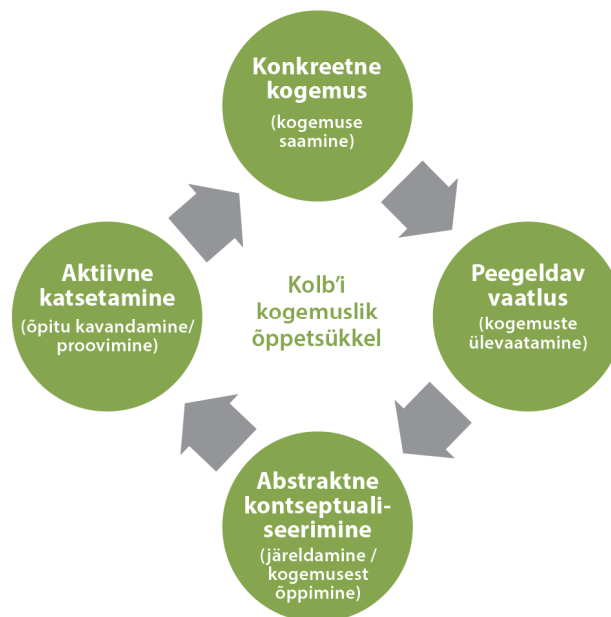 Konkreetne
kogemus
(kogemuse
saamine)
Peegeldav
vaatlus
(kogemuste
ülevaatamine)
Abstraktne
kontseptuali-
seerimine
(järeldamine /
kogemusest
õppimine)
Aktiivne
katsetamine
(õpitu kavandamine/
proovimine)
Kolb'i
kogemuslik
õppetsükkel